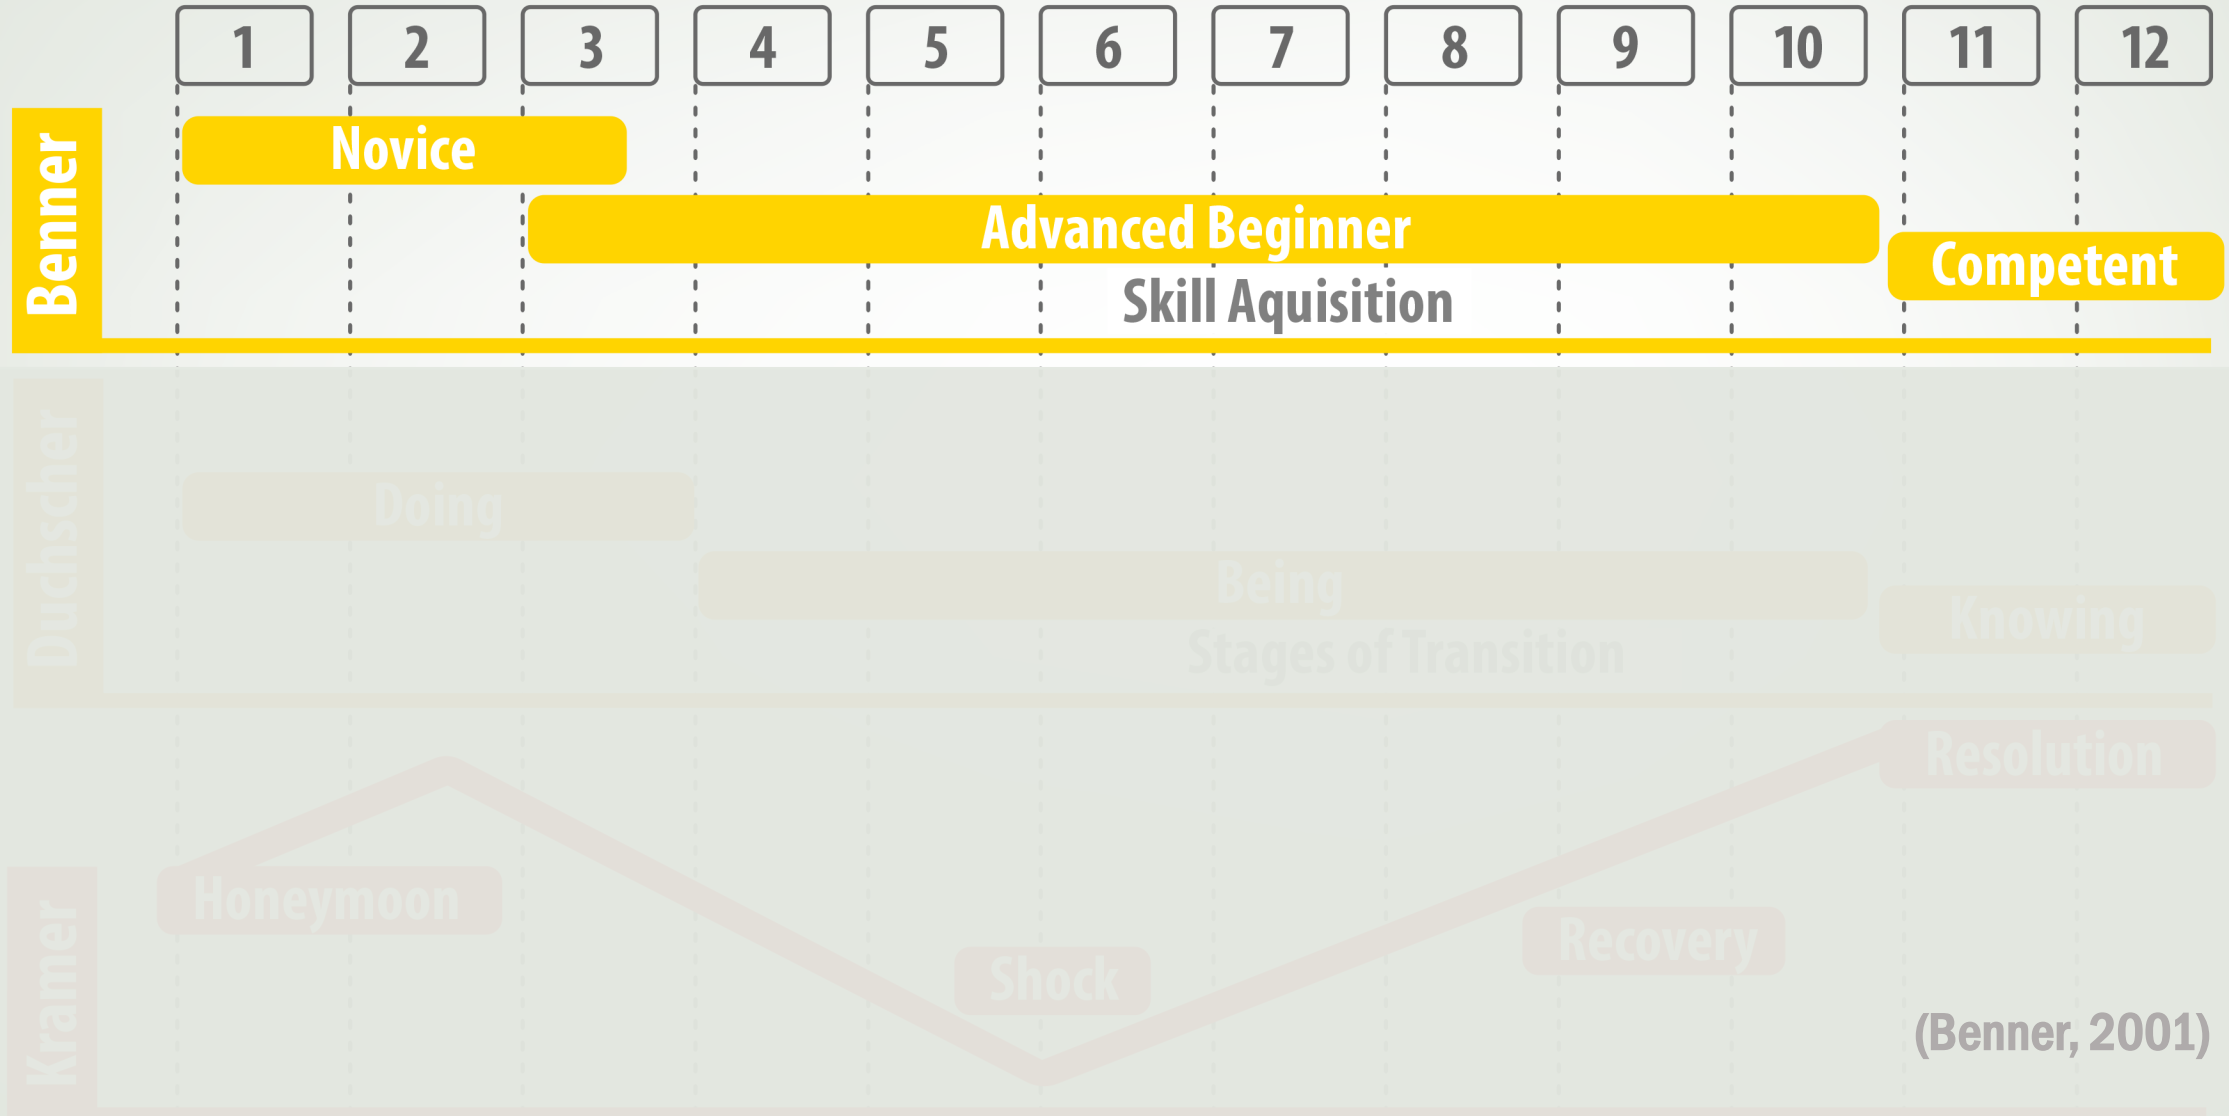 1 2 3 4 5 6 7 8 9 10 11 12
Benner
Novice
Advanced Beginner
Competent
Skill Aquisition
Duchscher
Doing
Being
Knowing
Stages of Transition
Kramer
Resolution
Honeymoon
Recovery
Shock
(Benner, 2001)